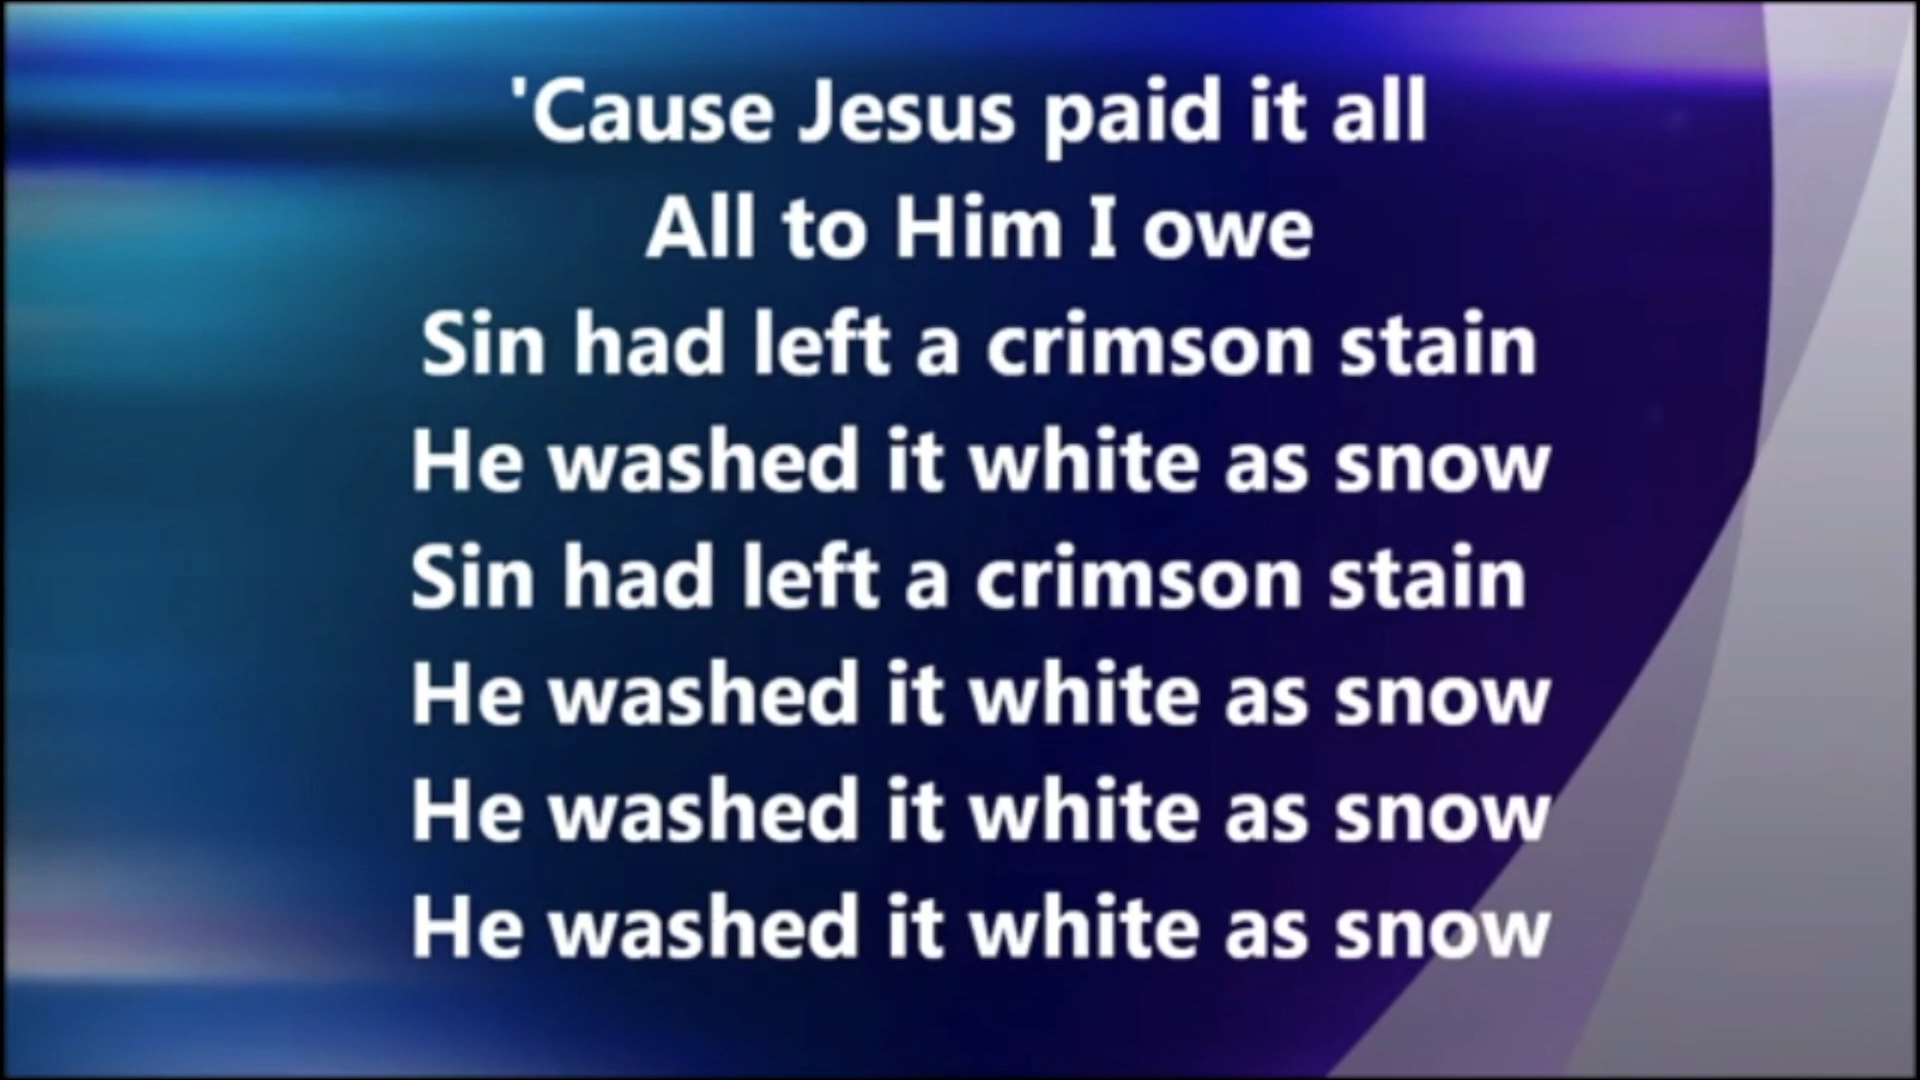 'Cause Jesus paid it all
All to Him I owe
Sin had left a crimson stain
He washed it white as snow
Sin had left a crimson stain
He washed it white as snow
He washed it white as snow
He washed it white as snow